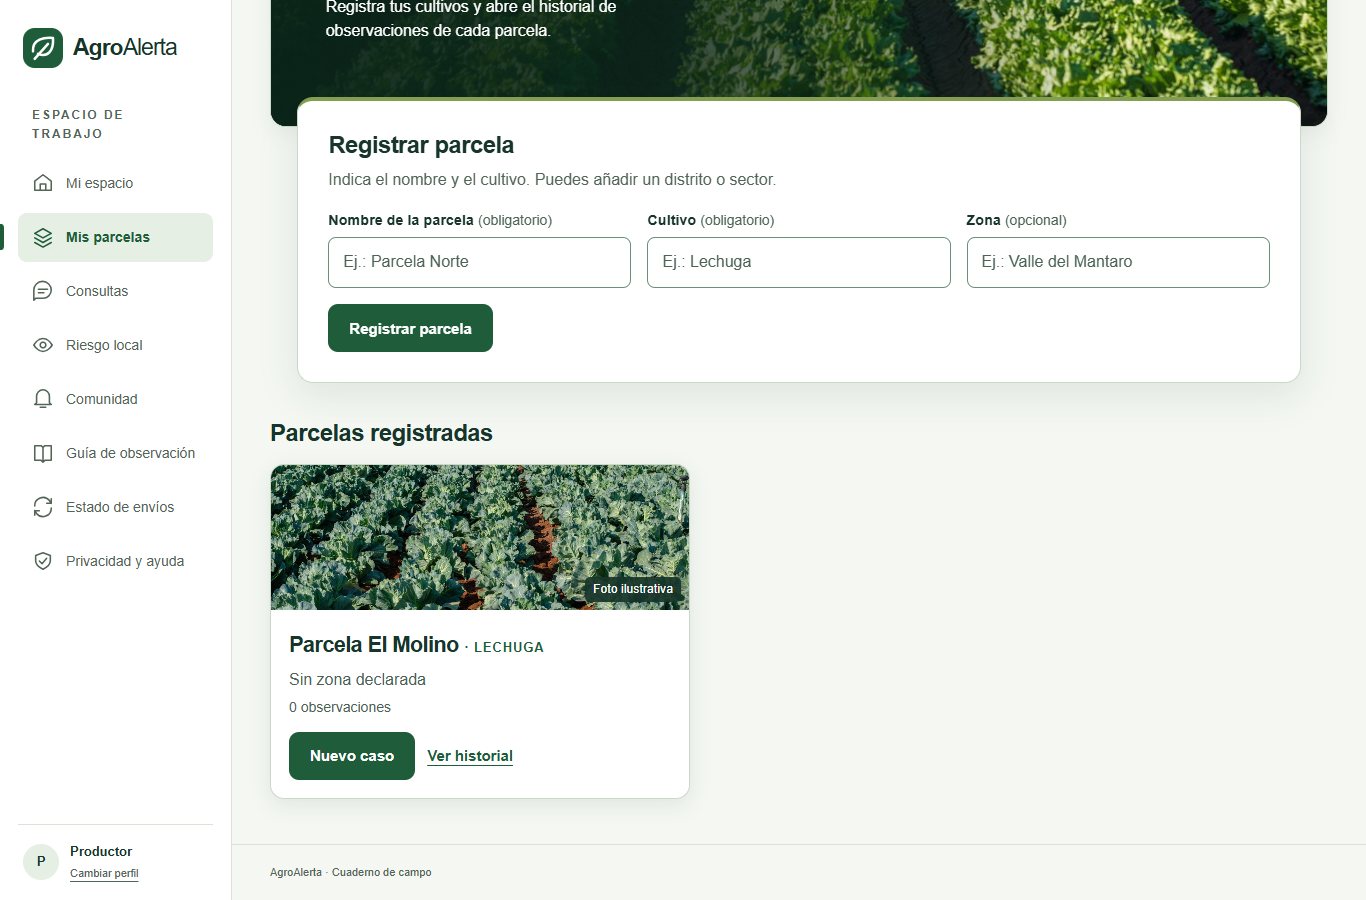 AgroAlerta
ESPACIO DE
TRABAJO
Mi espacio
Mis parcelas
Consultas
Riesgo local
Comunidad
Guía de observación
Estado de envíos
Privacidad y ayuda
P
Productor
Cambiar perfil
Registra tus cultivos y abre el historial de
observaciones de cada parcela.
Registrar parcela
Indica el nombre y el cultivo. Puedes añadir un distrito o sector.
Nombre de la parcela (obligatorio)
Ej.: Parcela Norte
Cultivo (obligatorio)
Ej.: Lechuga
Zona (opcional)
Ej.: Valle del Mantaro
Registrar parcela
Parcelas registradas
Foto ilustrativa
Parcela El Molino · LECHUGA
Sin zona declarada
0 observaciones
Nuevo caso
Ver historial
AgroAlerta · Cuaderno de campo